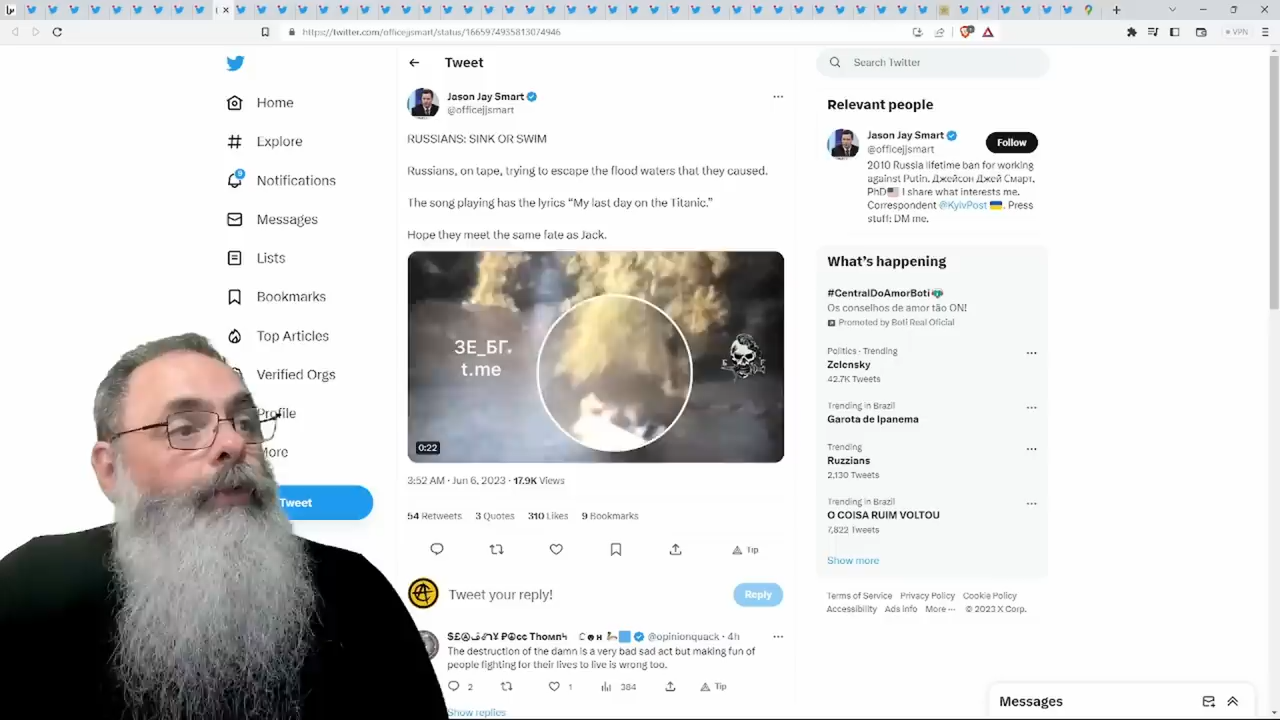 https://twitter.com/officejjsmart/status/1665974935813074946
VPN
Home
Explore
9
Notifications
Messages
Lists
Bookmarks
Top Articles
Verified Orgs
Profile
More
Tweet
Tweet
Jason Jay Smart
@officejjsmart
RUSSIANS: SINK OR SWIM
Russians, on tape, trying to escape the flood waters that they caused.
The song playing has the lyrics “My last day on the Titanic.”
Hope they meet the same fate as Jack.
ЗЕ_БГ.
t.me
0:22
3:52 AM · Jun 6, 2023 · 17.9K Views
54 Retweets 3 Quotes 310 Likes 9 Bookmarks
Tip
Tweet your reply!
Reply
@opinionquack · 4h
The destruction of the damn is a very bad sad act but making fun of
people fighting for their lives to live is wrong too.
2 1 384 Tip
Show replies
Search Twitter
Relevant people
Jason Jay Smart
@officejjsmart
Follow
2010 Russia lifetime ban for working
against Putin. Джейсон Джей Смарт,
PhD I share what interests me.
Correspondent @KyivPost. Press
stuff: DM me.
What’s happening
#CentralDoAmorBoti
Os conselhos de amor tão ON!
Promoted by Boti Real Oficial
Politics · Trending
Zelensky
42.7K Tweets
Trending in Brazil
Garota de Ipanema
Trending
Ruzzians
2,130 Tweets
Trending in Brazil
O COISA RUIM VOLTOU
7,822 Tweets
Show more
Terms of Service Privacy Policy Cookie Policy
Accessibility Ads info More ··· © 2023 X Corp.
Messages